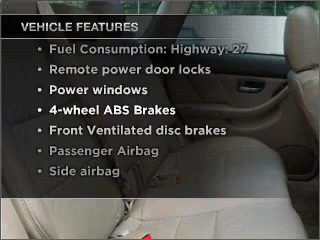 VEHICLE FEATURES
• Fuel Consumption: Highway: 27
• Remote power door locks
• Power windows
• 4-wheel ABS Brakes
• Front Ventilated disc brakes
• Passenger Airbag
• Side airbag